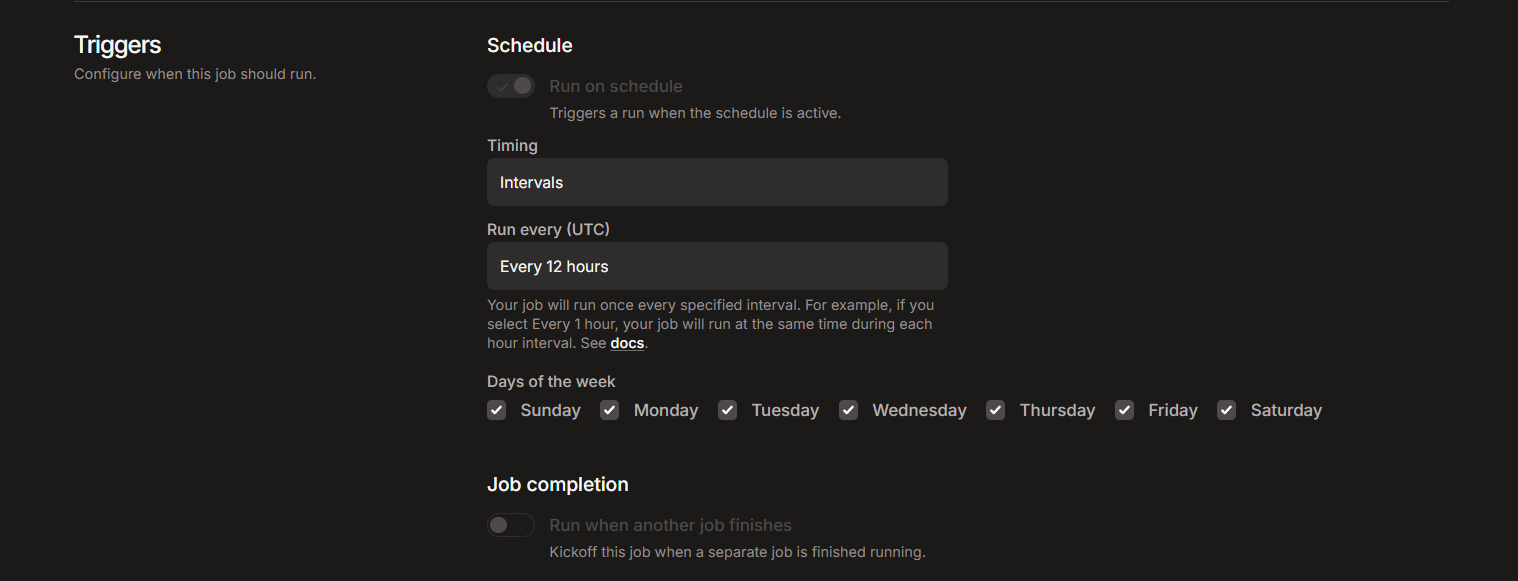 Triggers
Configure when this job should run.
Schedule
Run on schedule
Triggers a run when the schedule is active.
Timing
Intervals
Run every (UTC)
Every 12 hours
Your job will run once every specified interval. For example, if you
select Every 1 hour, your job will run at the same time during each
hour interval. See docs.
Days of the week
Sunday Monday Tuesday Wednesday Thursday Friday Saturday
Job completion
Run when another job finishes
Kickoff this job when a separate job is finished running.